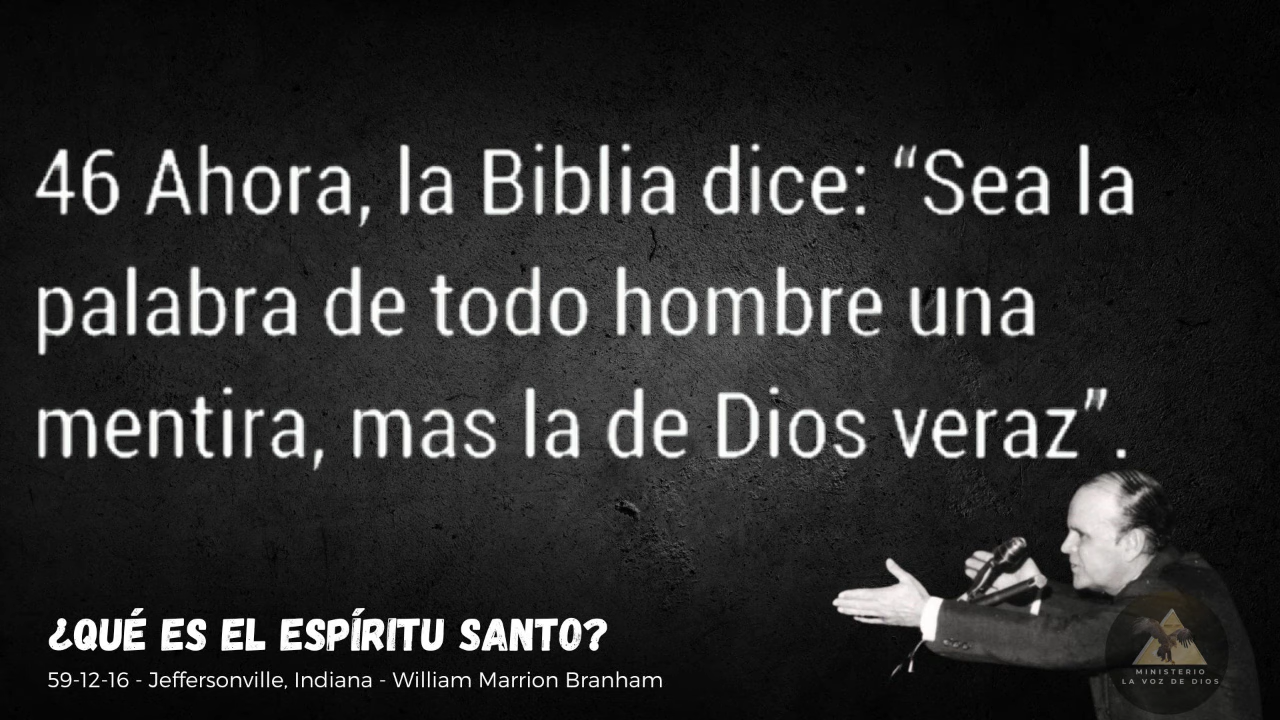 46 Ahora, la Biblia dice: “Sea la
palabra de todo hombre una
mentira, mas la de Dios veraz”.
¿QUÉ ES EL ESPÍRITU SANTO?
59-12-16 - Jeffersonville, Indiana - William Marrion Branham
MINISTERIO
LA VOZ DE DIOS